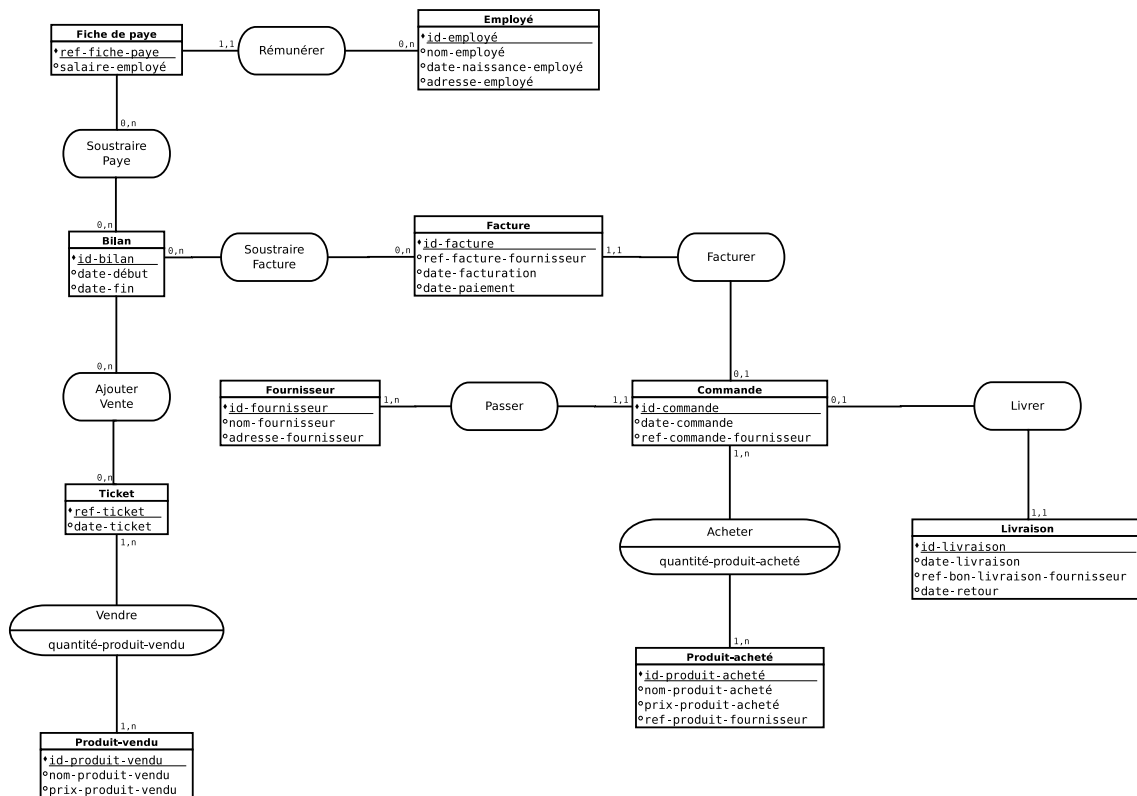 Fiche de paye
ref-fiche-paye
salaire-employé
1,1
Rémunérer
0,n
Employé
id-employé
nom-employé
date-naissance-employé
adresse-employé
0,n
Soustraire
Paye
0,n
Bilan
id-bilan
date-début
date-fin
0,n
Soustraire
Facture
0,n
Facture
id-facture
ref-facture-fournisseur
date-facturation
date-paiement
1,1
Facturer
0,n
Ajouter
Vente
0,n
Fournisseur
id-fournisseur
nom-fournisseur
adresse-fournisseur
1,n
Passer
1,1
0,1
Commande
id-commande
date-commande
ref-commande-fournisseur
0,1
Livrer
1,n
Ticket
ref-ticket
date-ticket
1,n
Acheter
quantité-produit-acheté
1,1
Livraison
id-livraison
date-livraison
ref-bon-livraison-fournisseur
date-retour
Vendre
quantité-produit-vendu
1,n
Produit-acheté
id-produit-acheté
nom-produit-acheté
prix-produit-acheté
ref-produit-fournisseur
1,n
Produit-vendu
id-produit-vendu
nom-produit-vendu
prix-produit-vendu